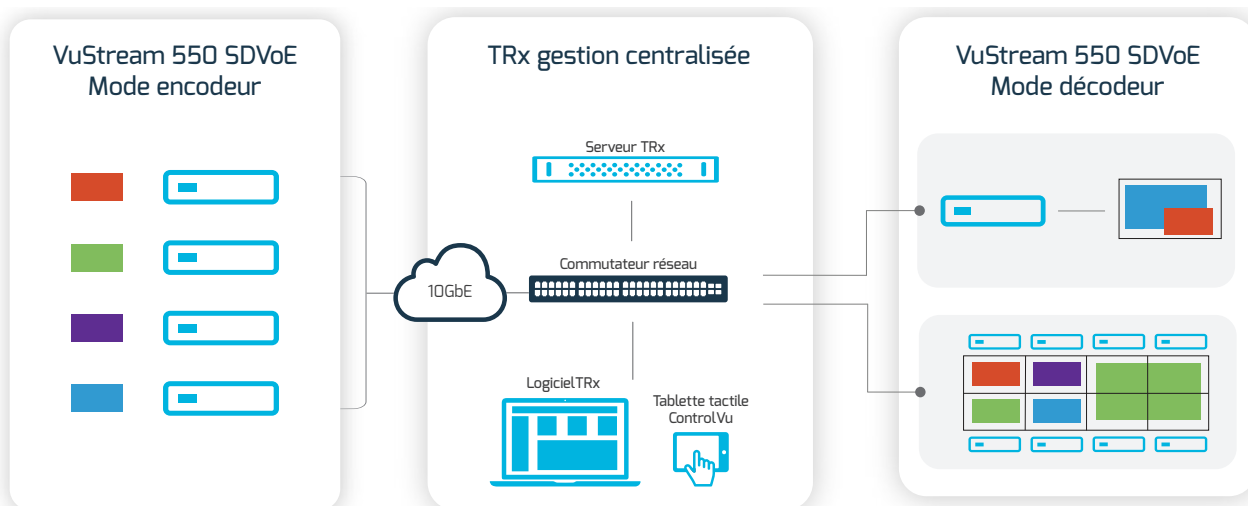 VuStream 550 SDVoE
Mode encodeur
10GbE
TRx gestion centralisée
Serveur TRx
Commutateur réseau
LogicielTRx
Tablette tactile
ControlVu
VuStream 550 SDVoE
Mode décodeur